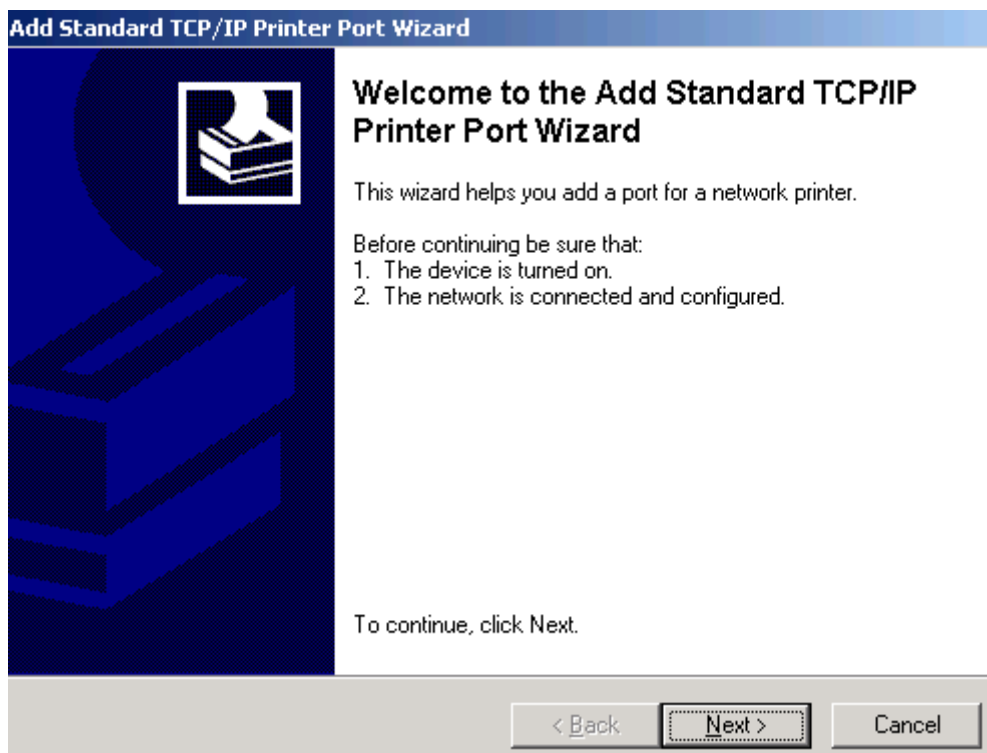 Add Standard TCP/IP Printer Port Wizard
Welcome to the Add Standard TCP/IP
Printer Port Wizard
This wizard helps you add a port for a network printer.
Before continuing be sure that:
1. The device is turned on.
2. The network is connected and configured.
To continue, click Next.
< Back
Next >
Cancel